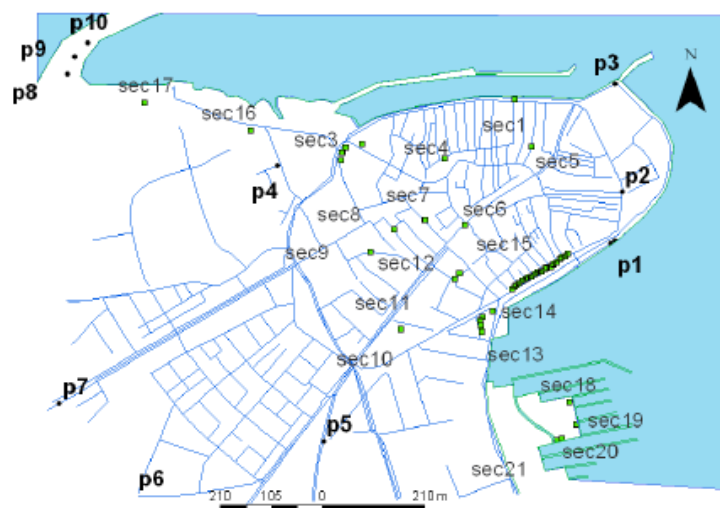 p10
p9
p8
p3
N
sec17
sec16
sec1
sec3
sec4
sec5
p4
p2
sec7
sec8
sec6
sec9
sec15
p1
sec12
sec11
sec14
sec10
sec13
p7
sec18
p5
sec19
sec20
p6
sec21
210 105 0 210 m